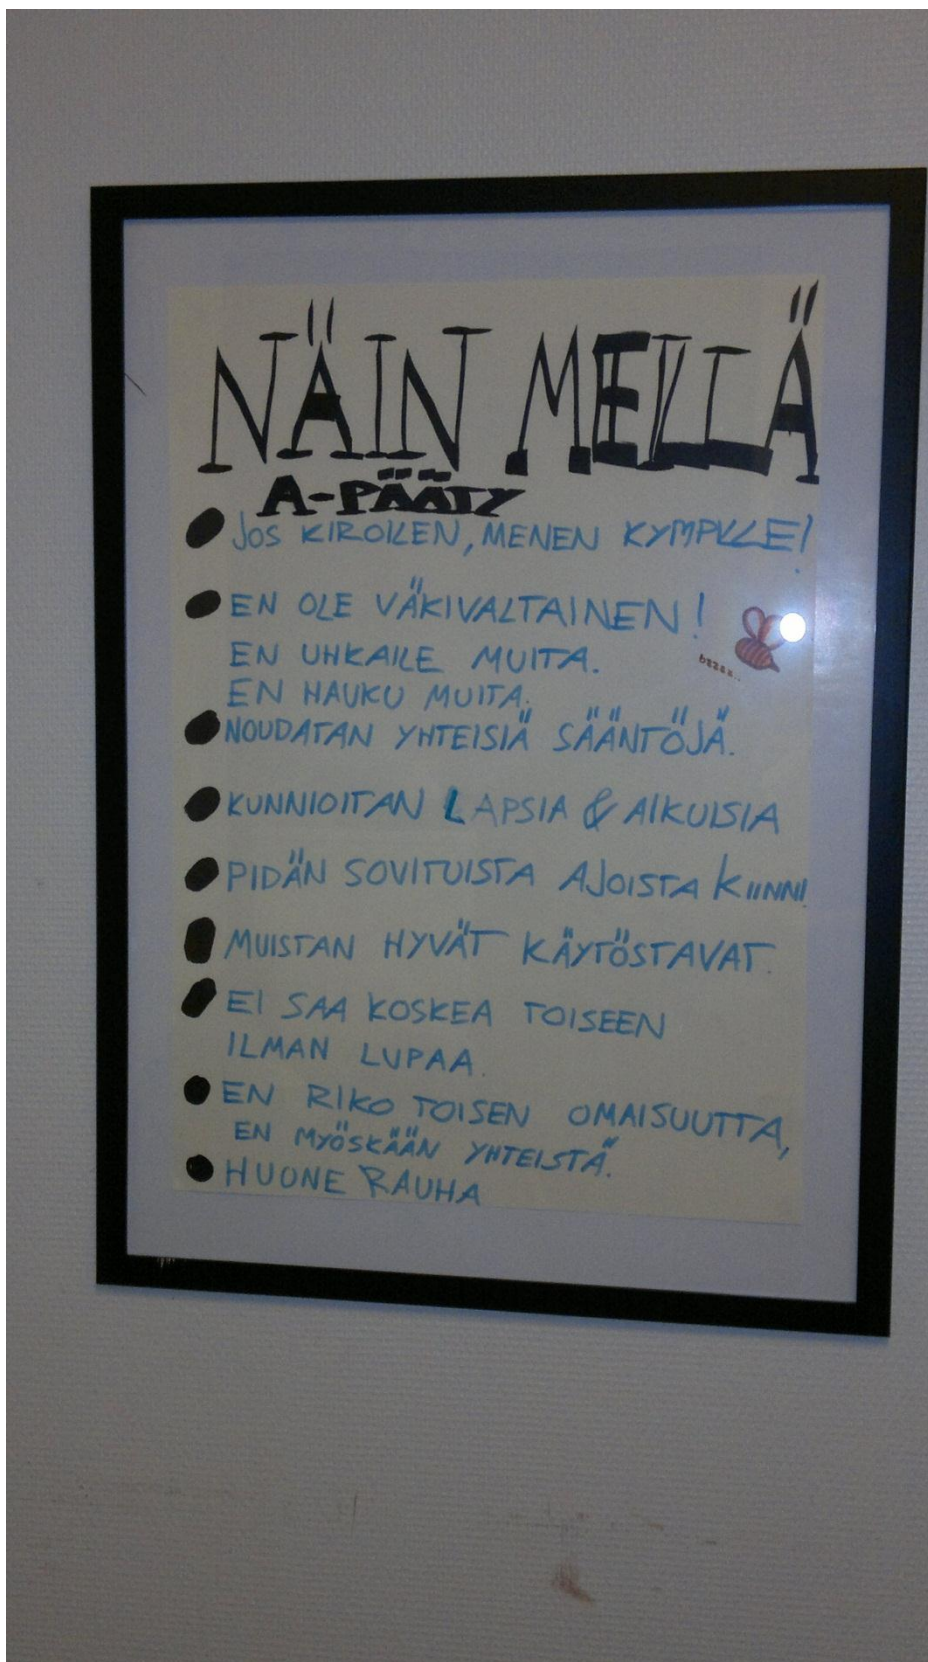 NÄIN MEILLÄ
A-PÄÄTY
JOS KIROILEN, MENEN KYMPILLE!
EN OLE VÄKIVALTAINEN!
EN UHKAILE MUITA.
bzzzz..
EN HAUKU MUITA.
NOUDATAN YHTEISIÄ SÄÄNTÖJÄ.
KUNNIOITAN LAPSIA & AIKUISIA
PIDÄN SOVITUISTA AJOISTA KIINNI.
MUISTAN HYVÄT KÄYTÖSTAVAT.
EI SAA KOSKEA TOISEEN
ILMAN LUPAA.
EN RIKO TOISEN OMAISUUTTA,
EN MYÖSKÄÄN YHTEISTÄ.
HUONE RAUHA